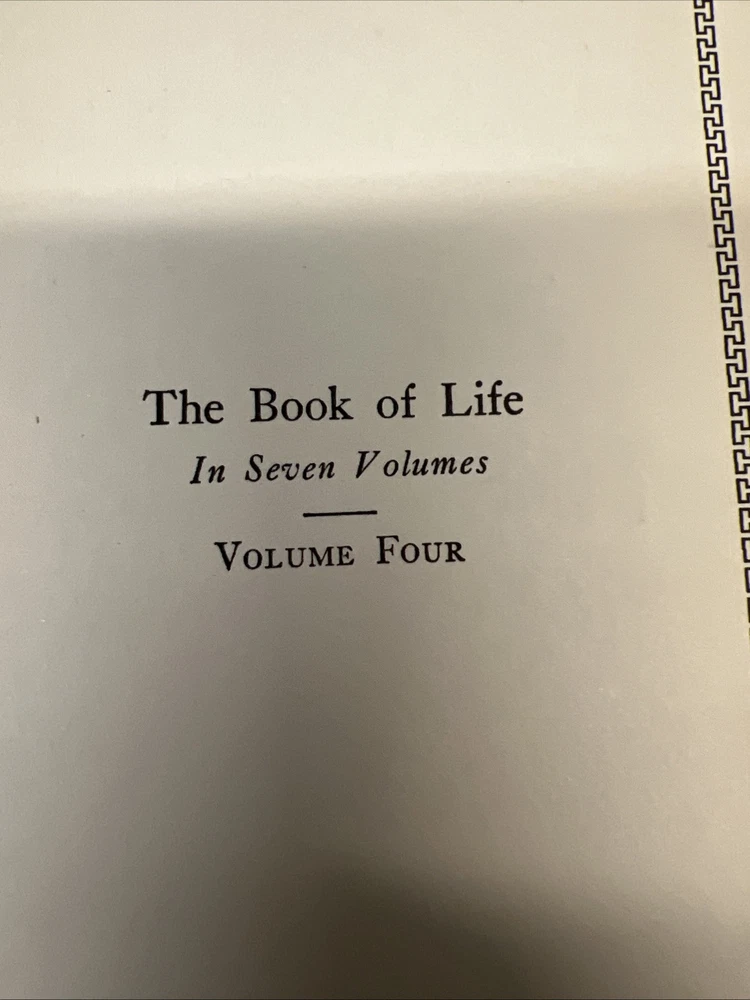 The Book of Life
In Seven Volumes
VOLUME FOUR